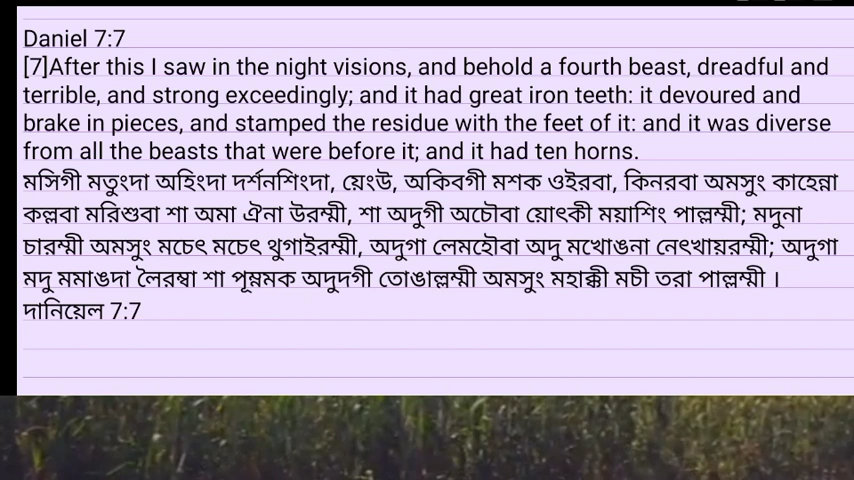 Daniel 7:7
[7]After this I saw in the night visions, and behold a fourth beast, dreadful and
terrible, and strong exceedingly; and it had great iron teeth: it devoured and
brake in pieces, and stamped the residue with the feet of it: and it was diverse
from all the beasts that were before it; and it had ten horns.
মসিগী মতুংদা অহিংদা দর্শনশিংদা, য়েংউ, অকিবগী মশক ওইরবা, কিনরবা অমসুং কাহেন্না
কল্লবা মরিশুবা শা অমা ঐনা উরম্মী, শা অদুগী অচৌবা য়োৎকী ময়াশিং পাল্লম্মী; মদুনা
চারম্মী অমসুং মচেৎ মচেৎ থুগাইরম্মী, অদুগা লেমহৌবা অদু মখোঙনা নেৎখায়রম্মী; অদুগা
মদু মমাঙদা লৈরম্বা শা পূম্নমক অদুদগী তোঙাল্লম্মী অমসুং মহাক্কী মচী তরা পাল্লম্মী ।
দানিয়েল 7:7